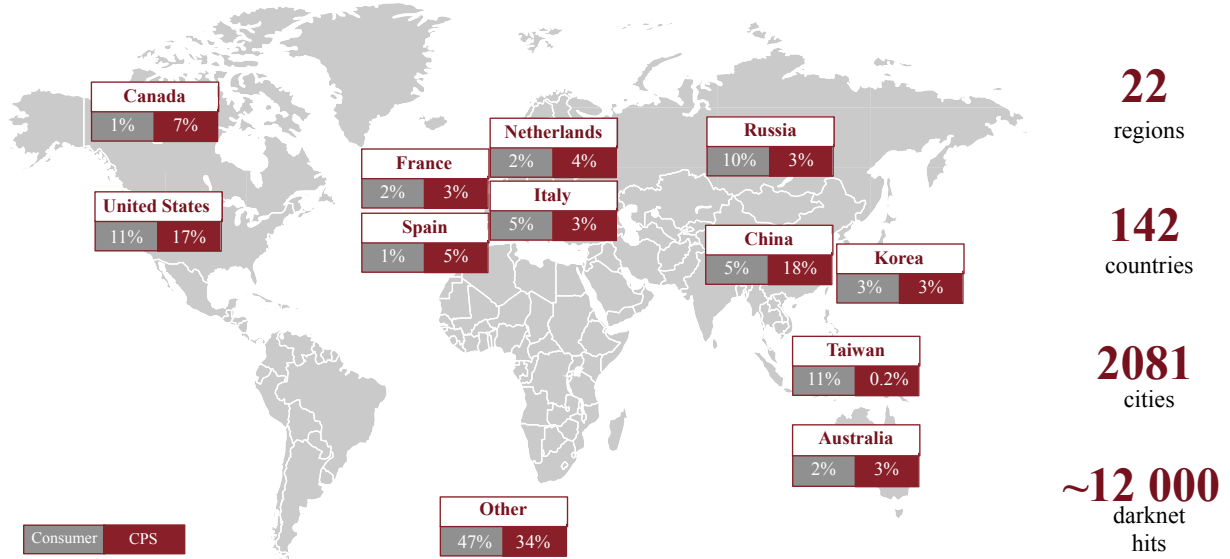 Canada
1% 7%
United States
11% 17%
France
2% 3%
Spain
1% 5%
Netherlands
2% 4%
Italy
5% 3%
Russia
10% 3%
China
5% 18%
Korea
3% 3%
Taiwan
11% 0.2%
Australia
2% 3%
Other
47% 34%
Consumer CPS
22
regions
142
countries
2081
cities
~12 000
darknet
hits